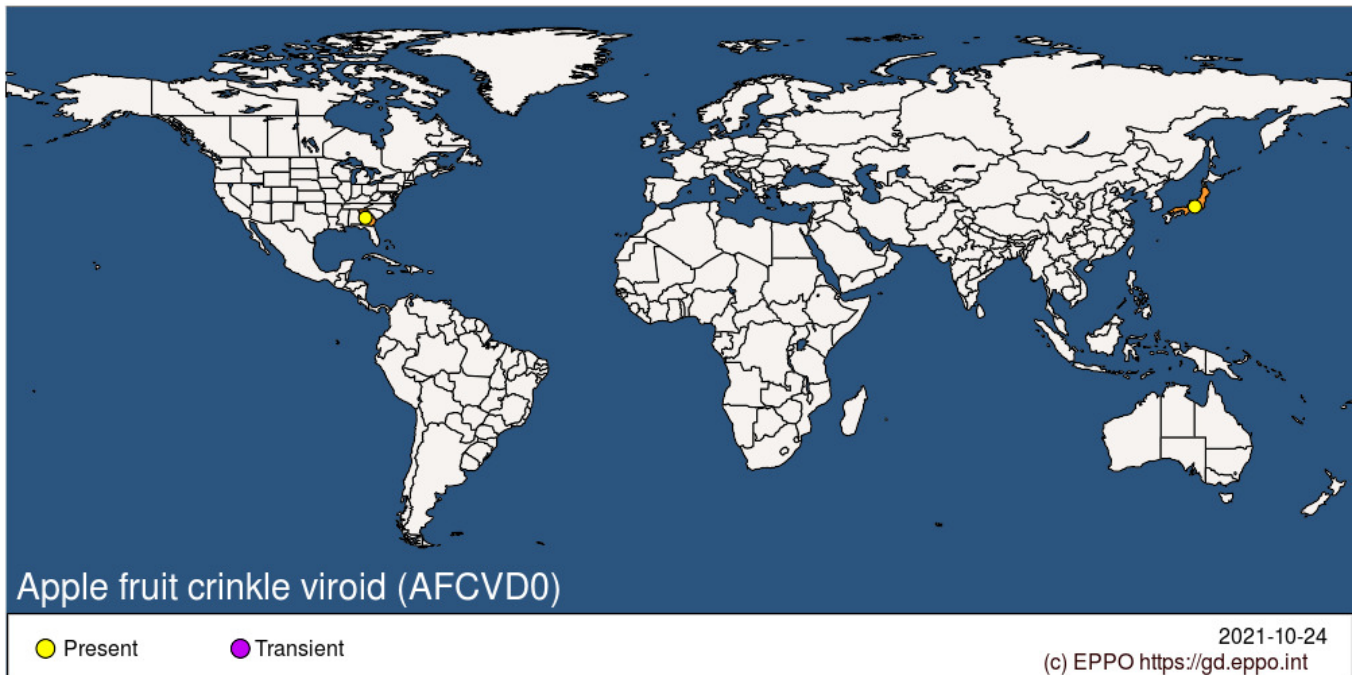 Apple fruit crinkle viroid (AFCVD0)
Present
Transient
2021-10-24
(c) EPPO https://gd.eppo.int